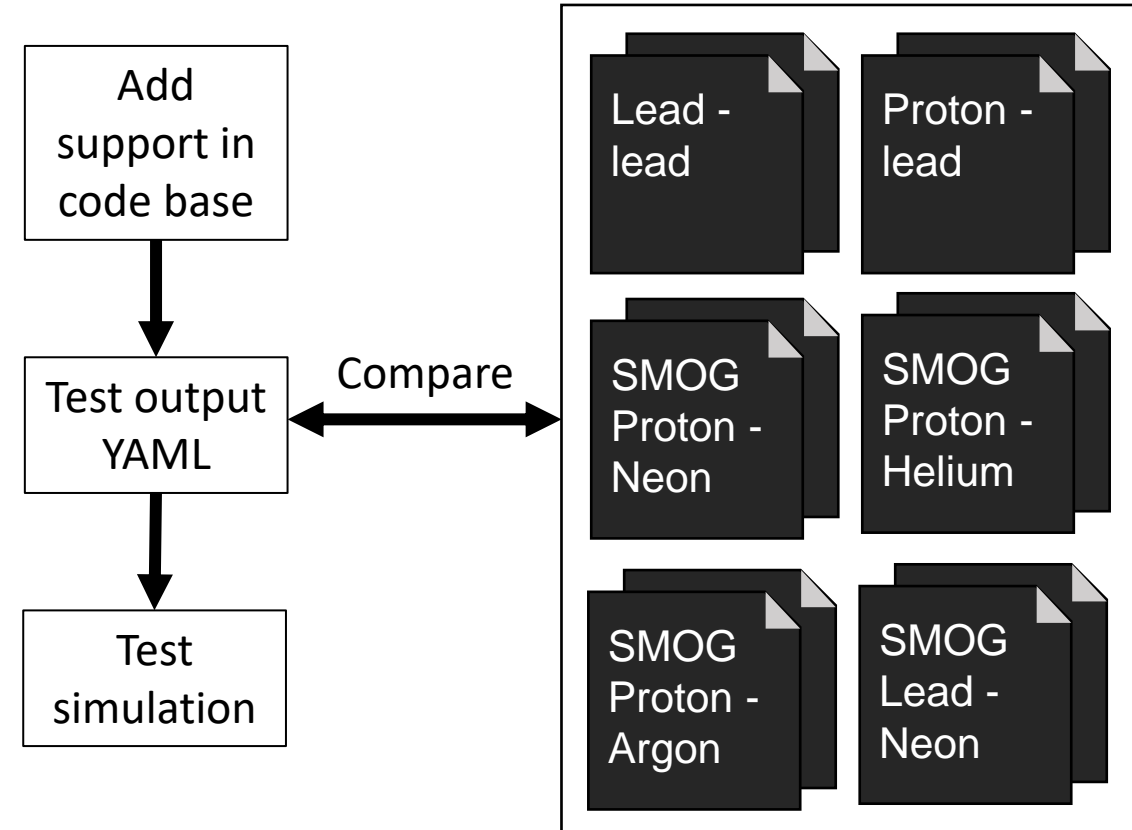 Add
support in
code base
Test output
YAML
Test
simulation
Compare
Lead -
lead
Proton -
lead
SMOG
Proton -
Neon
SMOG
Proton -
Helium
SMOG
Proton -
Argon
SMOG
Lead -
Neon